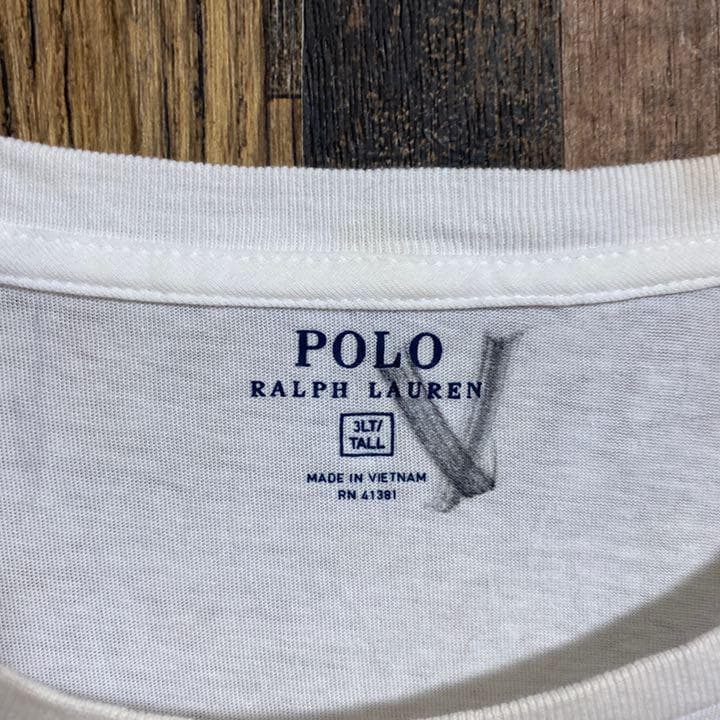 POLO
RALPH LAUREN
3LT/
TALL
MADE IN VIETNAM
RN 41381